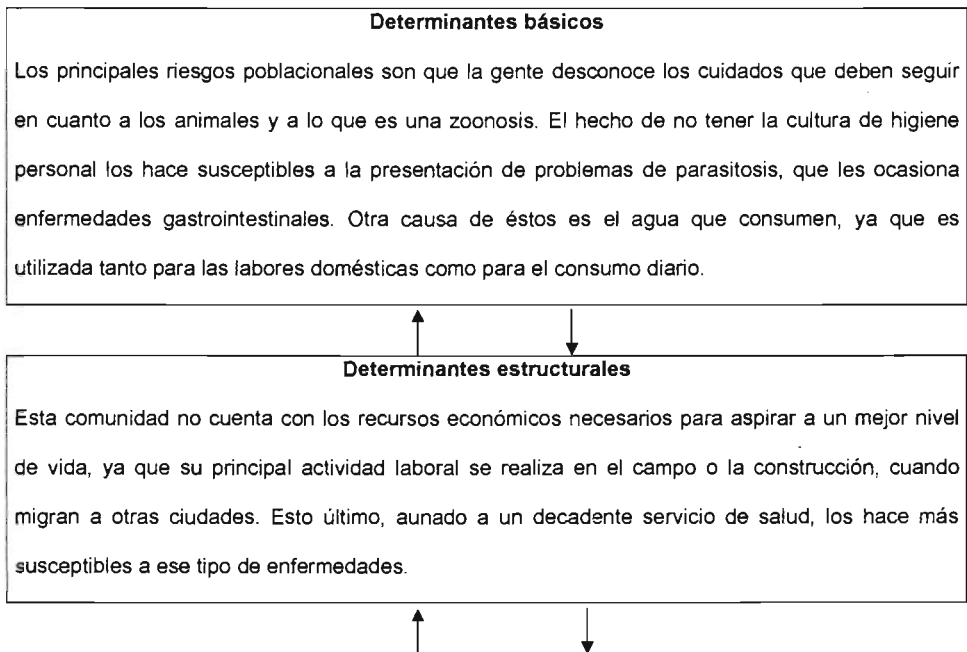 Determinantes básicos
Los principales riesgos poblacionales son que la gente desconoce los cuidados que deben seguir
en cuanto a los animales y a lo que es una zoonosis. El hecho de no tener la cultura de higiene
personal los hace susceptibles a la presentación de problemas de parasitosis, que les ocasiona
enfermedades gastrointestinales. Otra causa de éstos es el agua que consumen, ya que es
utilizada tanto para las labores domésticas como para el consumo diario.
Determinantes estructurales
Esta comunidad no cuenta con los recursos económicos necesarios para aspirar a un mejor nivel
de vida, ya que su principal actividad laboral se realiza en el campo o la construcción, cuando
migran a otras ciudades. Esto último, aunado a un decadente servicio de salud, los hace más
susceptibles a ese tipo de enfermedades.